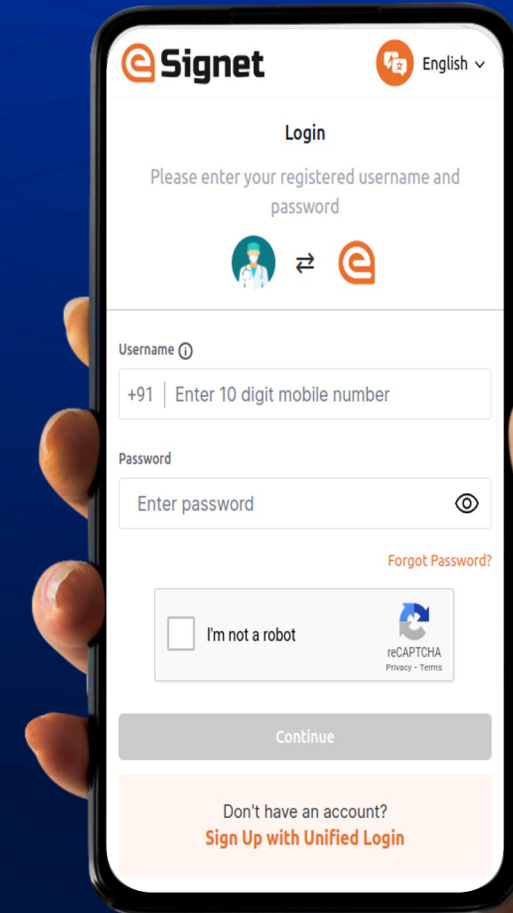 eSignet
English
Login
Please enter your registered username and
password
Username
+91 Enter 10 digit mobile number
Password
Enter password
Forgot Password?
I'm not a robot
reCAPTCHA
Privacy - Terms
Continue
Don't have an account?
Sign Up with Unified Login